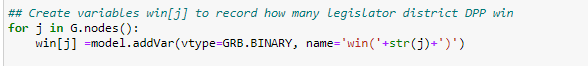 ## Create variables win[j] to record how many legislator district DPP win
for j in G.nodes():
    win[j] =model.addVar(vtype=GRB.BINARY, name='win('+str(j)+')')